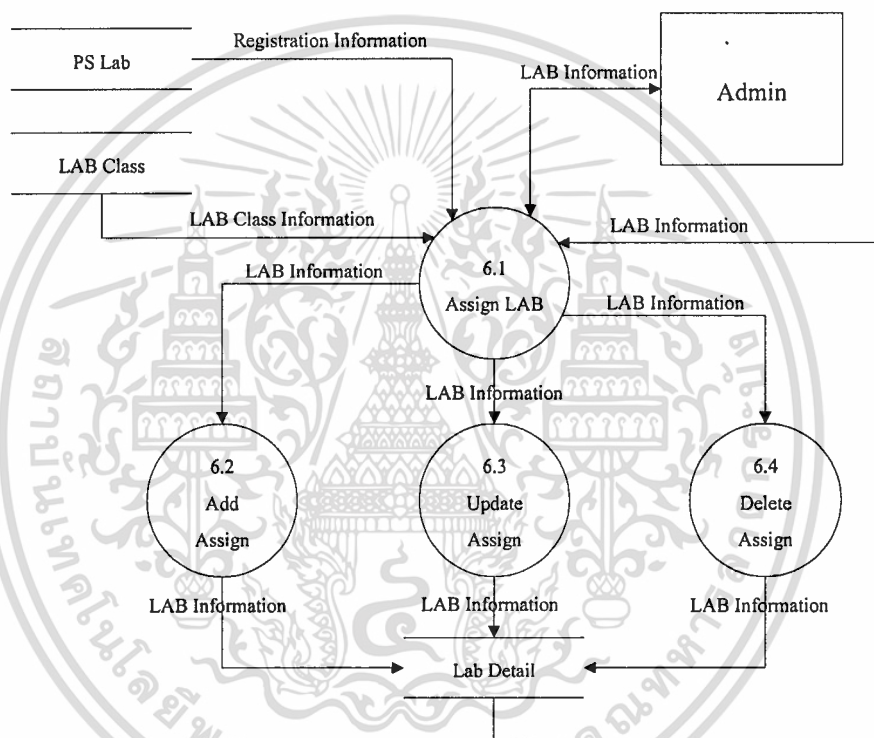 Registration Information
PS Lab
LAB Information
Admin
LAB Class
LAB Class Information
LAB Information
LAB Information
6.1
Assign LAB
LAB Information
LAB Information
6.2
Add
Assign
6.3
Update
Assign
6.4
Delete
Assign
LAB Information
LAB Information
LAB Information
Lab Detail